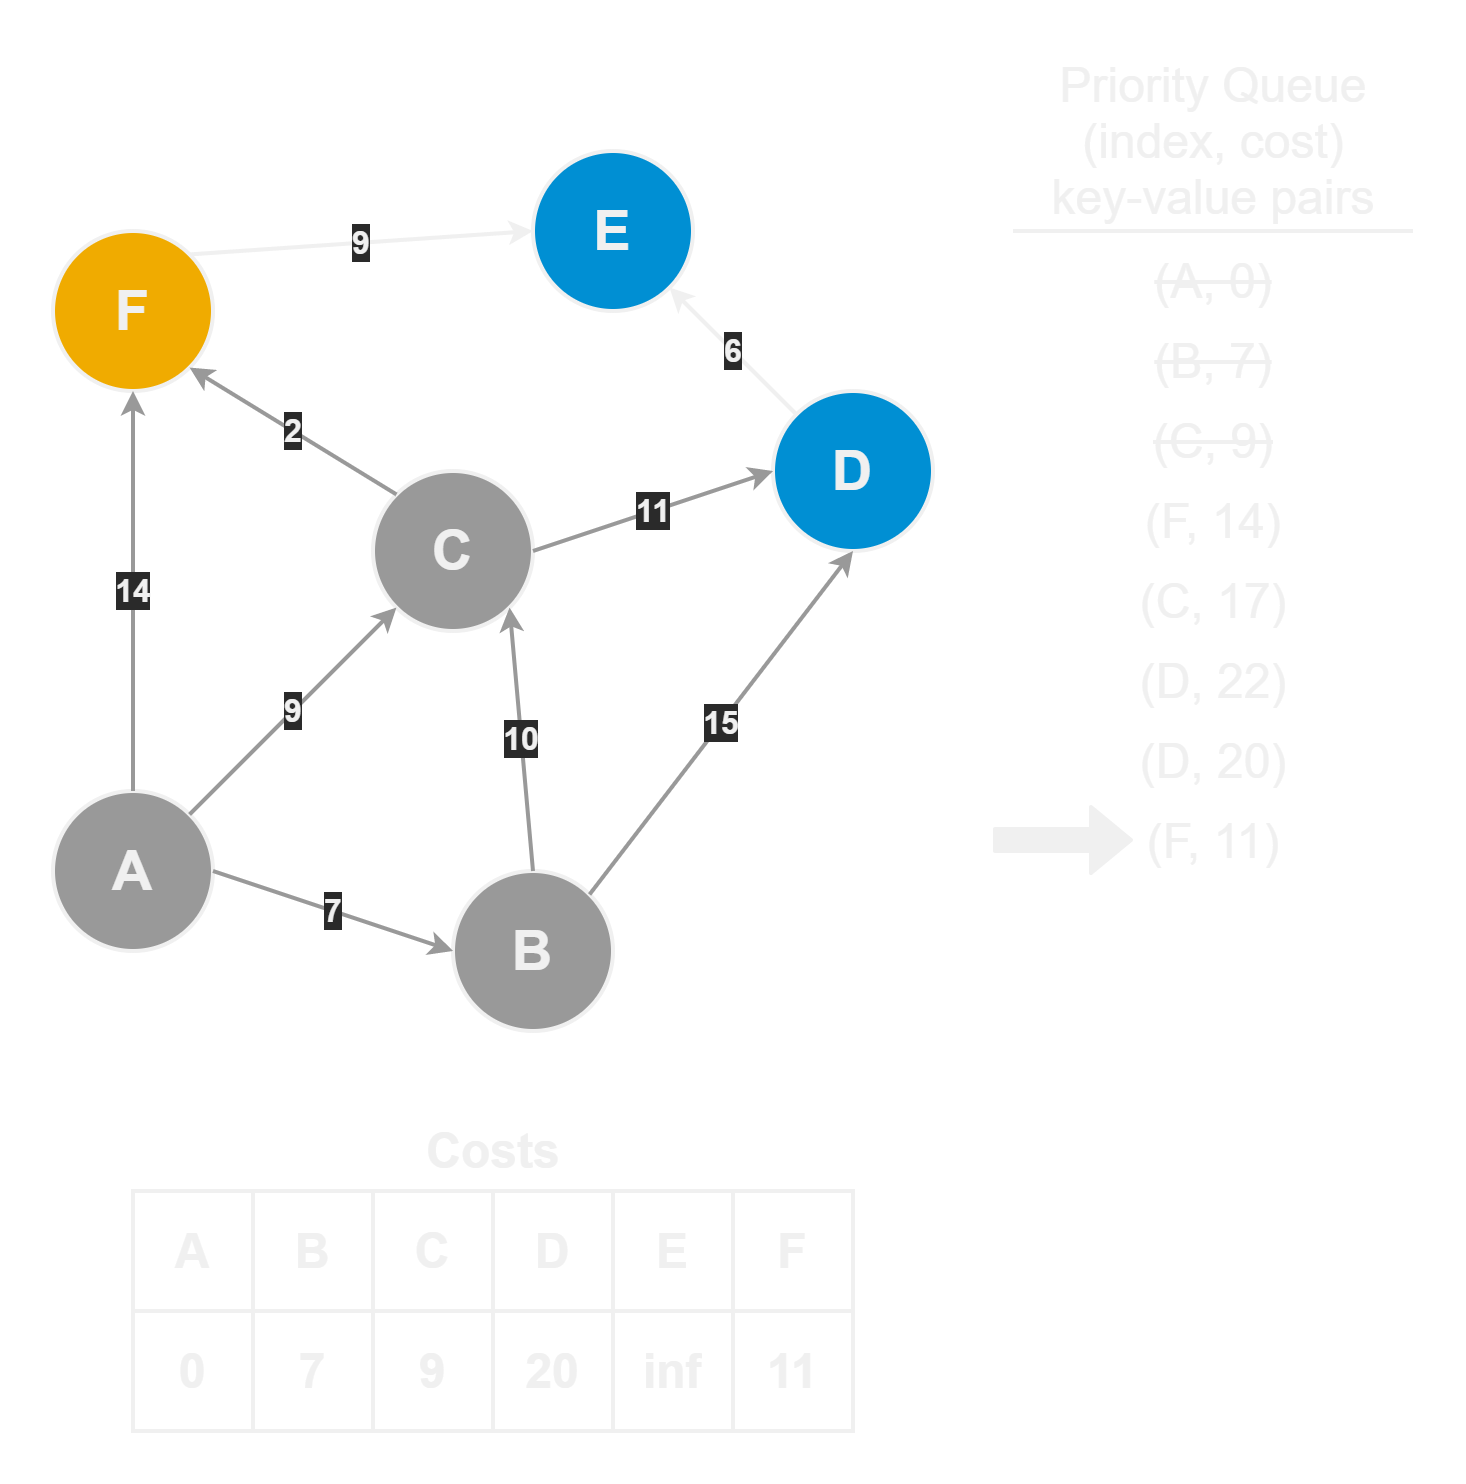 Priority Queue
(index, cost)
key-value pairs
(A, 0)
(B, 7)
(C, 9)
(F, 14)
(C, 17)
(D, 22)
(D, 20)
(F, 11)
E
9
F
6
D
2
11
C
14
9
10
15
A
7
B
Costs
A B C D E F
0 7 9 20 inf 11